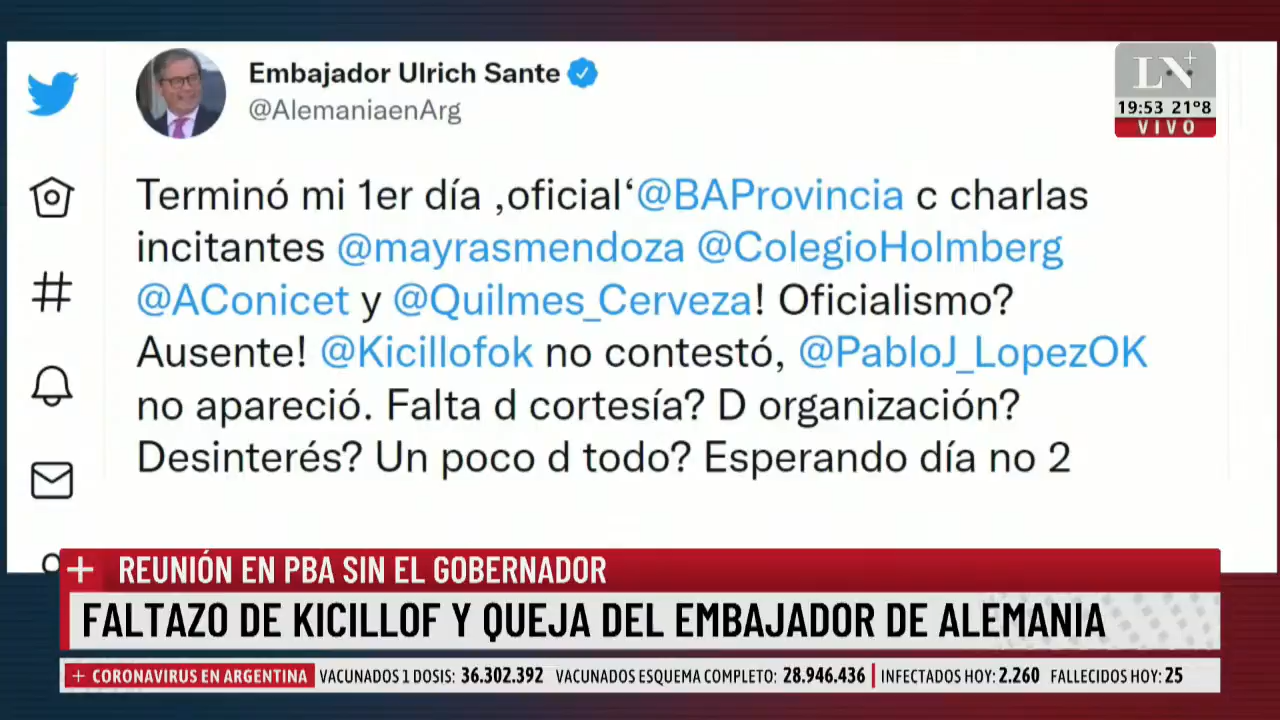 Embajador Ulrich Sante
@AlemaniaenArg
LN+
19:53 21°8
VIVO
Terminó mi 1er día ‚oficial‘@BAProvincia c charlas
incitantes @mayrasmendoza @ColegioHolmberg
@AConicet y @Quilmes_Cerveza! Oficialismo?
Ausente! @Kicillofok no contestó, @PabloJ_LopezOK
no apareció. Falta d cortesía? D organización?
Desinterés? Un poco d todo? Esperando día no 2
+ REUNIÓN EN PBA SIN EL GOBERNADOR
FALTAZO DE KICILLOF Y QUEJA DEL EMBAJADOR DE ALEMANIA
+ CORONAVIRUS EN ARGENTINA VACUNADOS 1 DOSIS: 36.302.392 VACUNADOS ESQUEMA COMPLETO: 28.946.436 INFECTADOS HOY: 2.260 FALLECIDOS HOY: 25